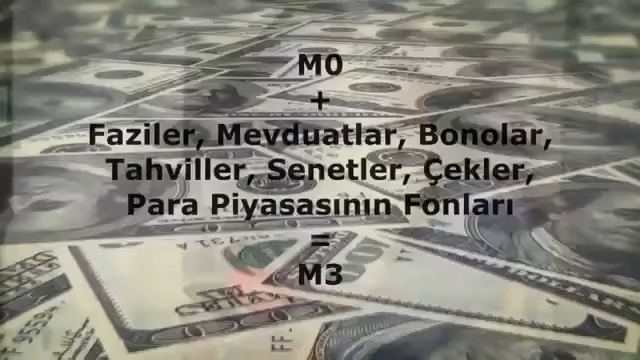 M0
+
Faziler, Mevduatlar, Bonolar,
Tahviller, Senetler, Çekler,
Para Piyasasının Fonları
=
M3